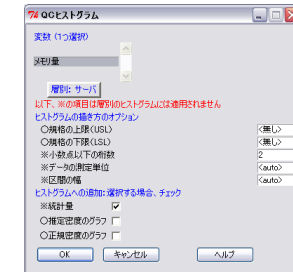 QCヒストグラム
変数 (1つ選択)
メモリ量
層別: サーバ
以下、※の項目は層別のヒストグラムには適用されません
ヒストグラムの描き方のオプション
○規格の上限(USL) <無し>
○規格の下限(LSL) <無し>
※小数点以下の桁数 2
※データの測定単位 <auto>
※区間の幅 <auto>
ヒストグラムへの追加: 選択する場合、チェック
※統計量
○推定密度のグラフ
○正規密度のグラフ
OK キャンセル ヘルプ